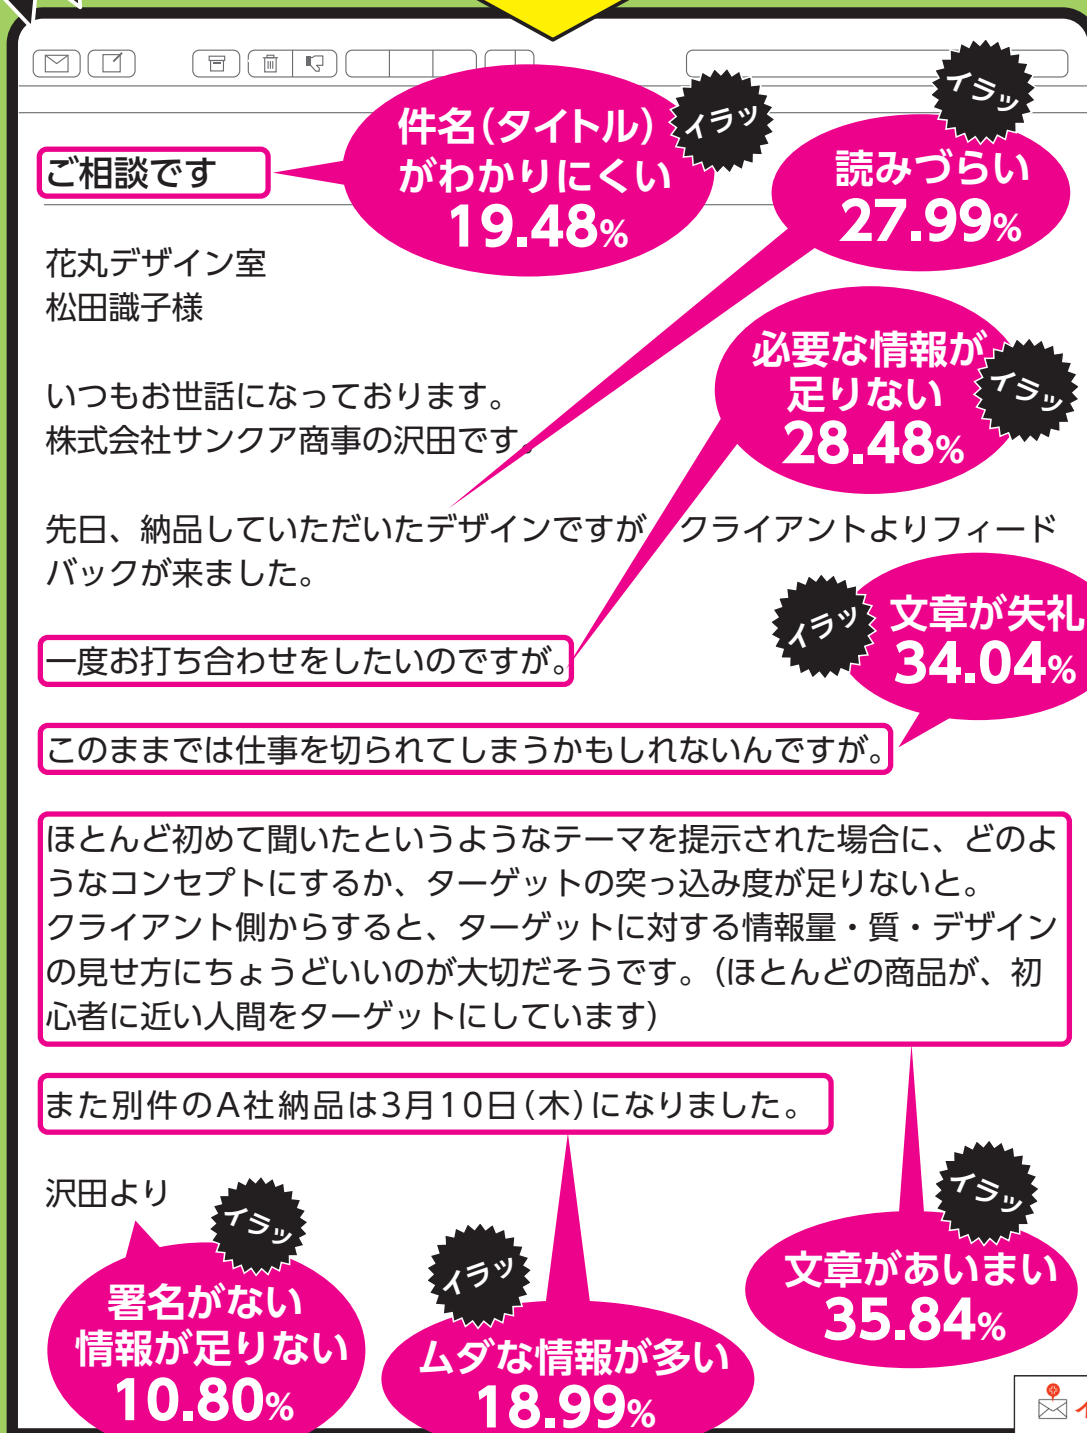 件名(タイトル)
がわかりにくい
19.48%
イラッ
イラッ
読みづらい
27.99%
ご相談です
花丸デザイン室
松田識子様
必要な情報が
足りない
28.48%
イラッ
いつもお世話になっております。
株式会社サンクア商事の沢田です。
先日、納品していただいたデザインですが クライアントよりフィード
バックが来ました。
イラッ
文章が失礼
34.04%
一度お打ち合わせをしたいのですが。
このままでは仕事を切られてしまうかもしれないんですが。
ほとんど初めて聞いたというようなテーマを提示された場合に、どのよ
うなコンセプトにするか、ターゲットの突っ込み度が足りないと。
クライアント側からすると、ターゲットに対する情報量・質・デザイン
の見せ方にちょうどいいのが大切だそうです。(ほとんどの商品が、初
心者に近い人間をターゲットにしています)
また別件のA社納品は3月10日(木)になりました。
沢田より
イラッ
署名がない
情報が足りない
10.80%
イラッ
ムダな情報が多い
18.99%
イラッ
文章があいまい
35.84%